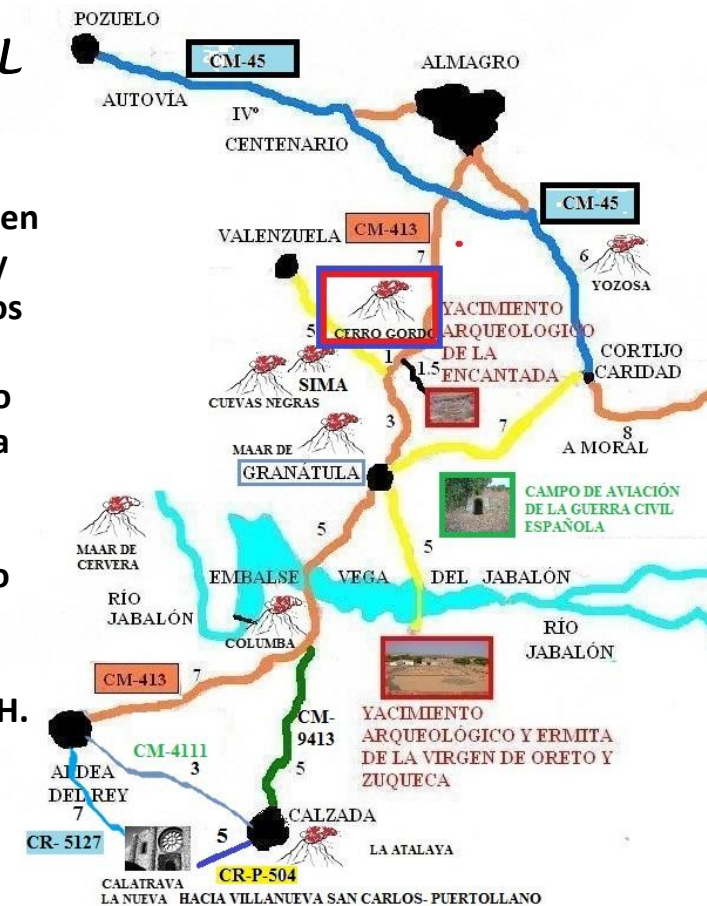 POZUELO
L
CM-45
ALMAGRO
AUTOVÍA
IVº
CENTENARIO
CM-45
en
VALENZUELA
CM-413
7
y
6
YOZOSA
os
5
CERRO GORDO
YACIMIENTO
ARQUEOLOGICO
DE LA
ENCANTADA
1
1.5
CORTIJO
CARIDAD
SIMA
CUEVAS NEGRAS
o
3
7
8
A MORAL
a
MAAR DE
GRANÁTULA
CAMPO DE AVIACIÓN
DE LA GUERRA CIVIL
ESPAÑOLA
5
5
MAAR DE
CERVERA
o
EMBALSE VEGA DEL JABALÓN
RÍO
JABALÓN
COLUMBA
RÍO
JABALÓN
CM-413
7
H.
CM-
9413
YACIMIENTO
ARQUEOLÓGICO Y ERMITA
DE LA VIRGEN DE ORETO Y
ZUQUECA
CM-4111
3
5
ALDEA
DEL REY
7
CALZADA
CR- 5127
5
LA ATALAYA
CR-P-504
CALATRAVA
LA NUEVA HACIA VILLANUEVA SAN CARLOS- PUERTOLLANO